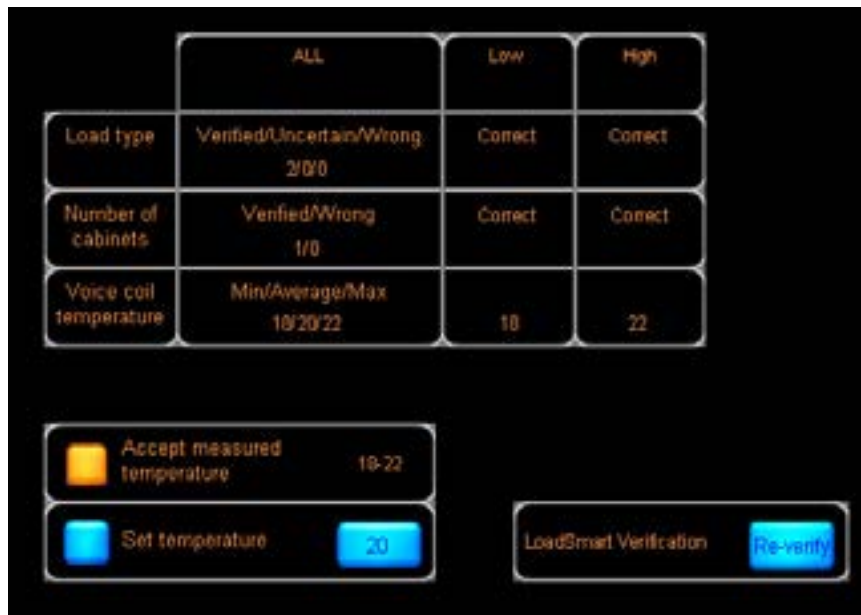 ALL Low High
Load type Verified/Uncertain/Wrong Correct Correct
2/0/0
Number of Verified/Wrong Correct Correct
cabinets 1/0
Voice coil Min/Average/Max
temperature 18/20/22 18 22
Accept measured
temperature 18-22
Set temperature 20
LoadSmart Verification Re-verify